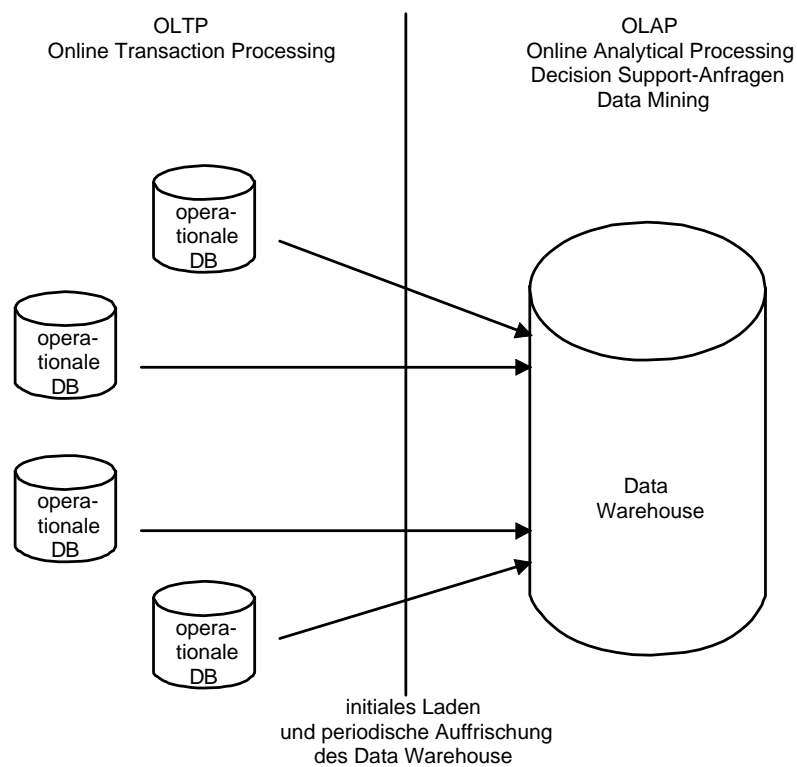 OLTP
Online Transaction Processing
OLAP
Online Analytical Processing
Decision Support-Anfragen
Data Mining
opera-
tionale
DB
opera-
tionale
DB
opera-
tionale
DB
opera-
tionale
DB
Data
Warehouse
initiales Laden
und periodische Auffrischung
des Data Warehouse